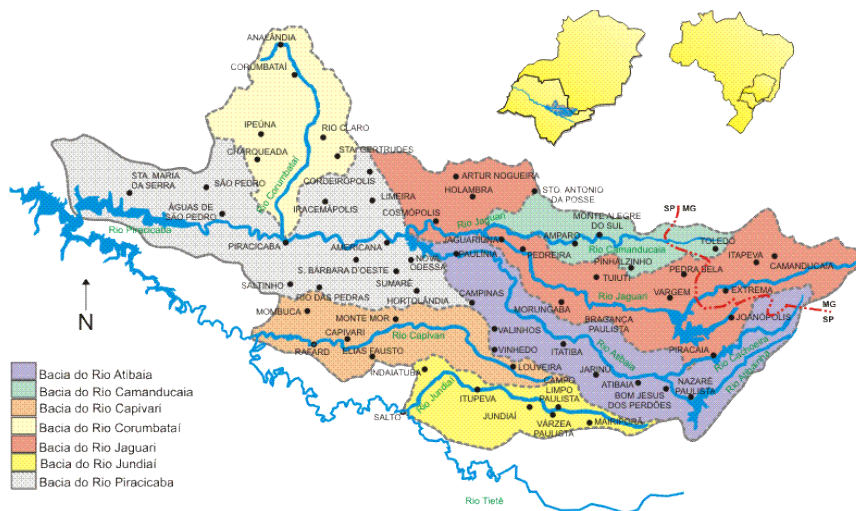 ANALÂNDIA
CORUMBATAÍ
IPEÚNA
RIO CLARO
CHARQUEADA
STA. GERTRUDES
CORDEIRÓPOLIS
Rio Corumbataí
STA. MARIA
DA SERRA
SÃO PEDRO
ÁGUAS DE
SÃO PEDRO
IRACEMÁPOLIS
LIMEIRA
ARTUR NOGUEIRA
HOLAMBRA
STO. ANTONIO
DA POSSE
COSMÓPOLIS
Rio Jaguari
MONTE ALEGRE
DO SUL
SP
MG
Rio Piracicaba
PIRACICABA
AMERICANA
JAGUARIÚNA
AMPARO
Rio Camanducaia
TOLEDO
PAULÍNIA
PEDREIRA
PINHALZINHO
ITAPEVA
CAMANDUCAIA
NOVA
ODESSA
S. BÁRBARA D'OESTE
TUIUTI
PEDRA BELA
SALTINHO
SUMARÉ
RIO DAS PEDRAS
HORTOLÂNDIA
Rio Jaguari
VARGEM
EXTREMA
MOMBUCA
CAMPINAS
MORUNGABA
MG
SP
MONTE MOR
BRAGANÇA
PAULISTA
JOANÓPOLIS
CAPIVARI
Rio Capivari
VALINHOS
RAFARD
ELIAS FAUSTO
VINHEDO
ITATIBA
Rio Atibaia
PIRACAIA
Rio Cachoeira
Rio Atibainha
INDAIATUBA
LOUVEIRA
JARINU
CAMPO
LIMPO
PAULISTA
ATIBAIA
NAZARÉ
PAULISTA
BOM JESUS
DOS PERDÕES
Rio Jundiaí
ITUPEVA
SALTO
JUNDIAÍ
VÁRZEA
PAULISTA
MAIRIPORÃ
Rio Tietê
N
Bacia do Rio Atibaia
Bacia do Rio Camanducaia
Bacia do Rio Capivari
Bacia do Rio Corumbataí
Bacia do Rio Jaguari
Bacia do Rio Jundiaí
Bacia do Rio Piracicaba